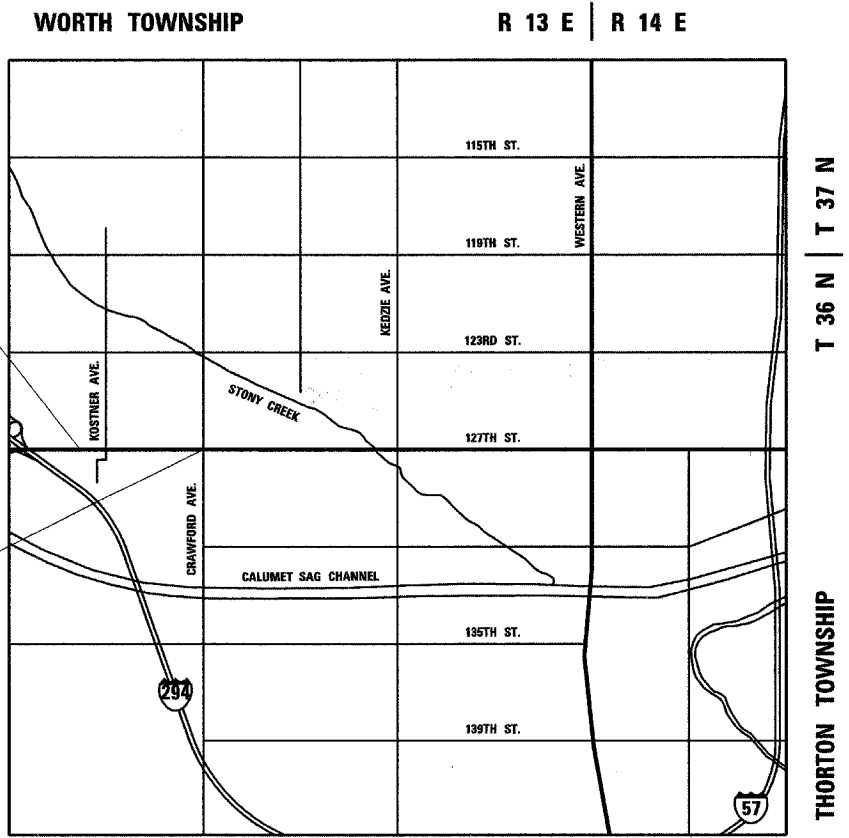 WORTH TOWNSHIP
R 13 E | R 14 E
115TH ST.
WESTERN AVE.
T 37 N
119TH ST.
T 36 N
KEDZIE AVE.
123RD ST.
KOSTNER AVE.
STONY CREEK
127TH ST.
CRAWFORD AVE.
CALUMET SAG CHANNEL
135TH ST.
THORTON TOWNSHIP
294
139TH ST.
57